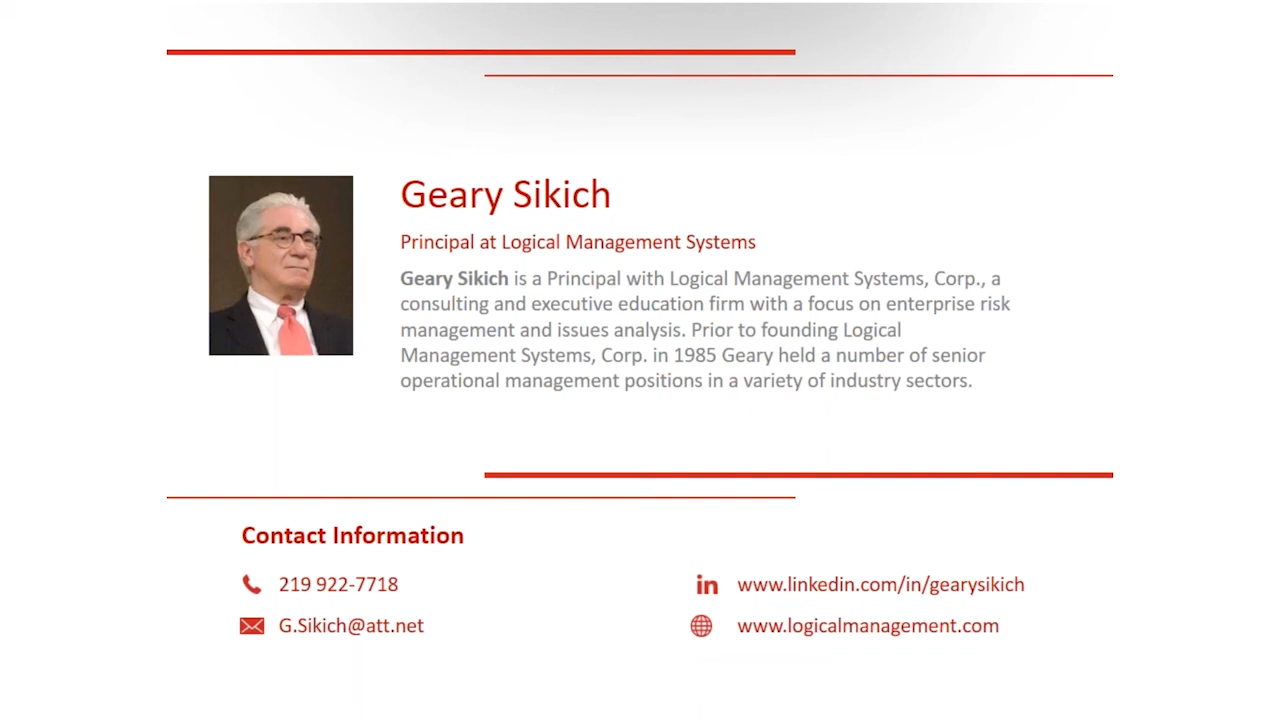 Geary Sikich
Principal at Logical Management Systems
Geary Sikich is a Principal with Logical Management Systems, Corp., a
consulting and executive education firm with a focus on enterprise risk
management and issues analysis. Prior to founding Logical
Management Systems, Corp. in 1985 Geary held a number of senior
operational management positions in a variety of industry sectors.
Contact Information
219 922-7718
G.Sikich@att.net
in www.linkedin.com/in/gearysikich
www.logicalmanagement.com